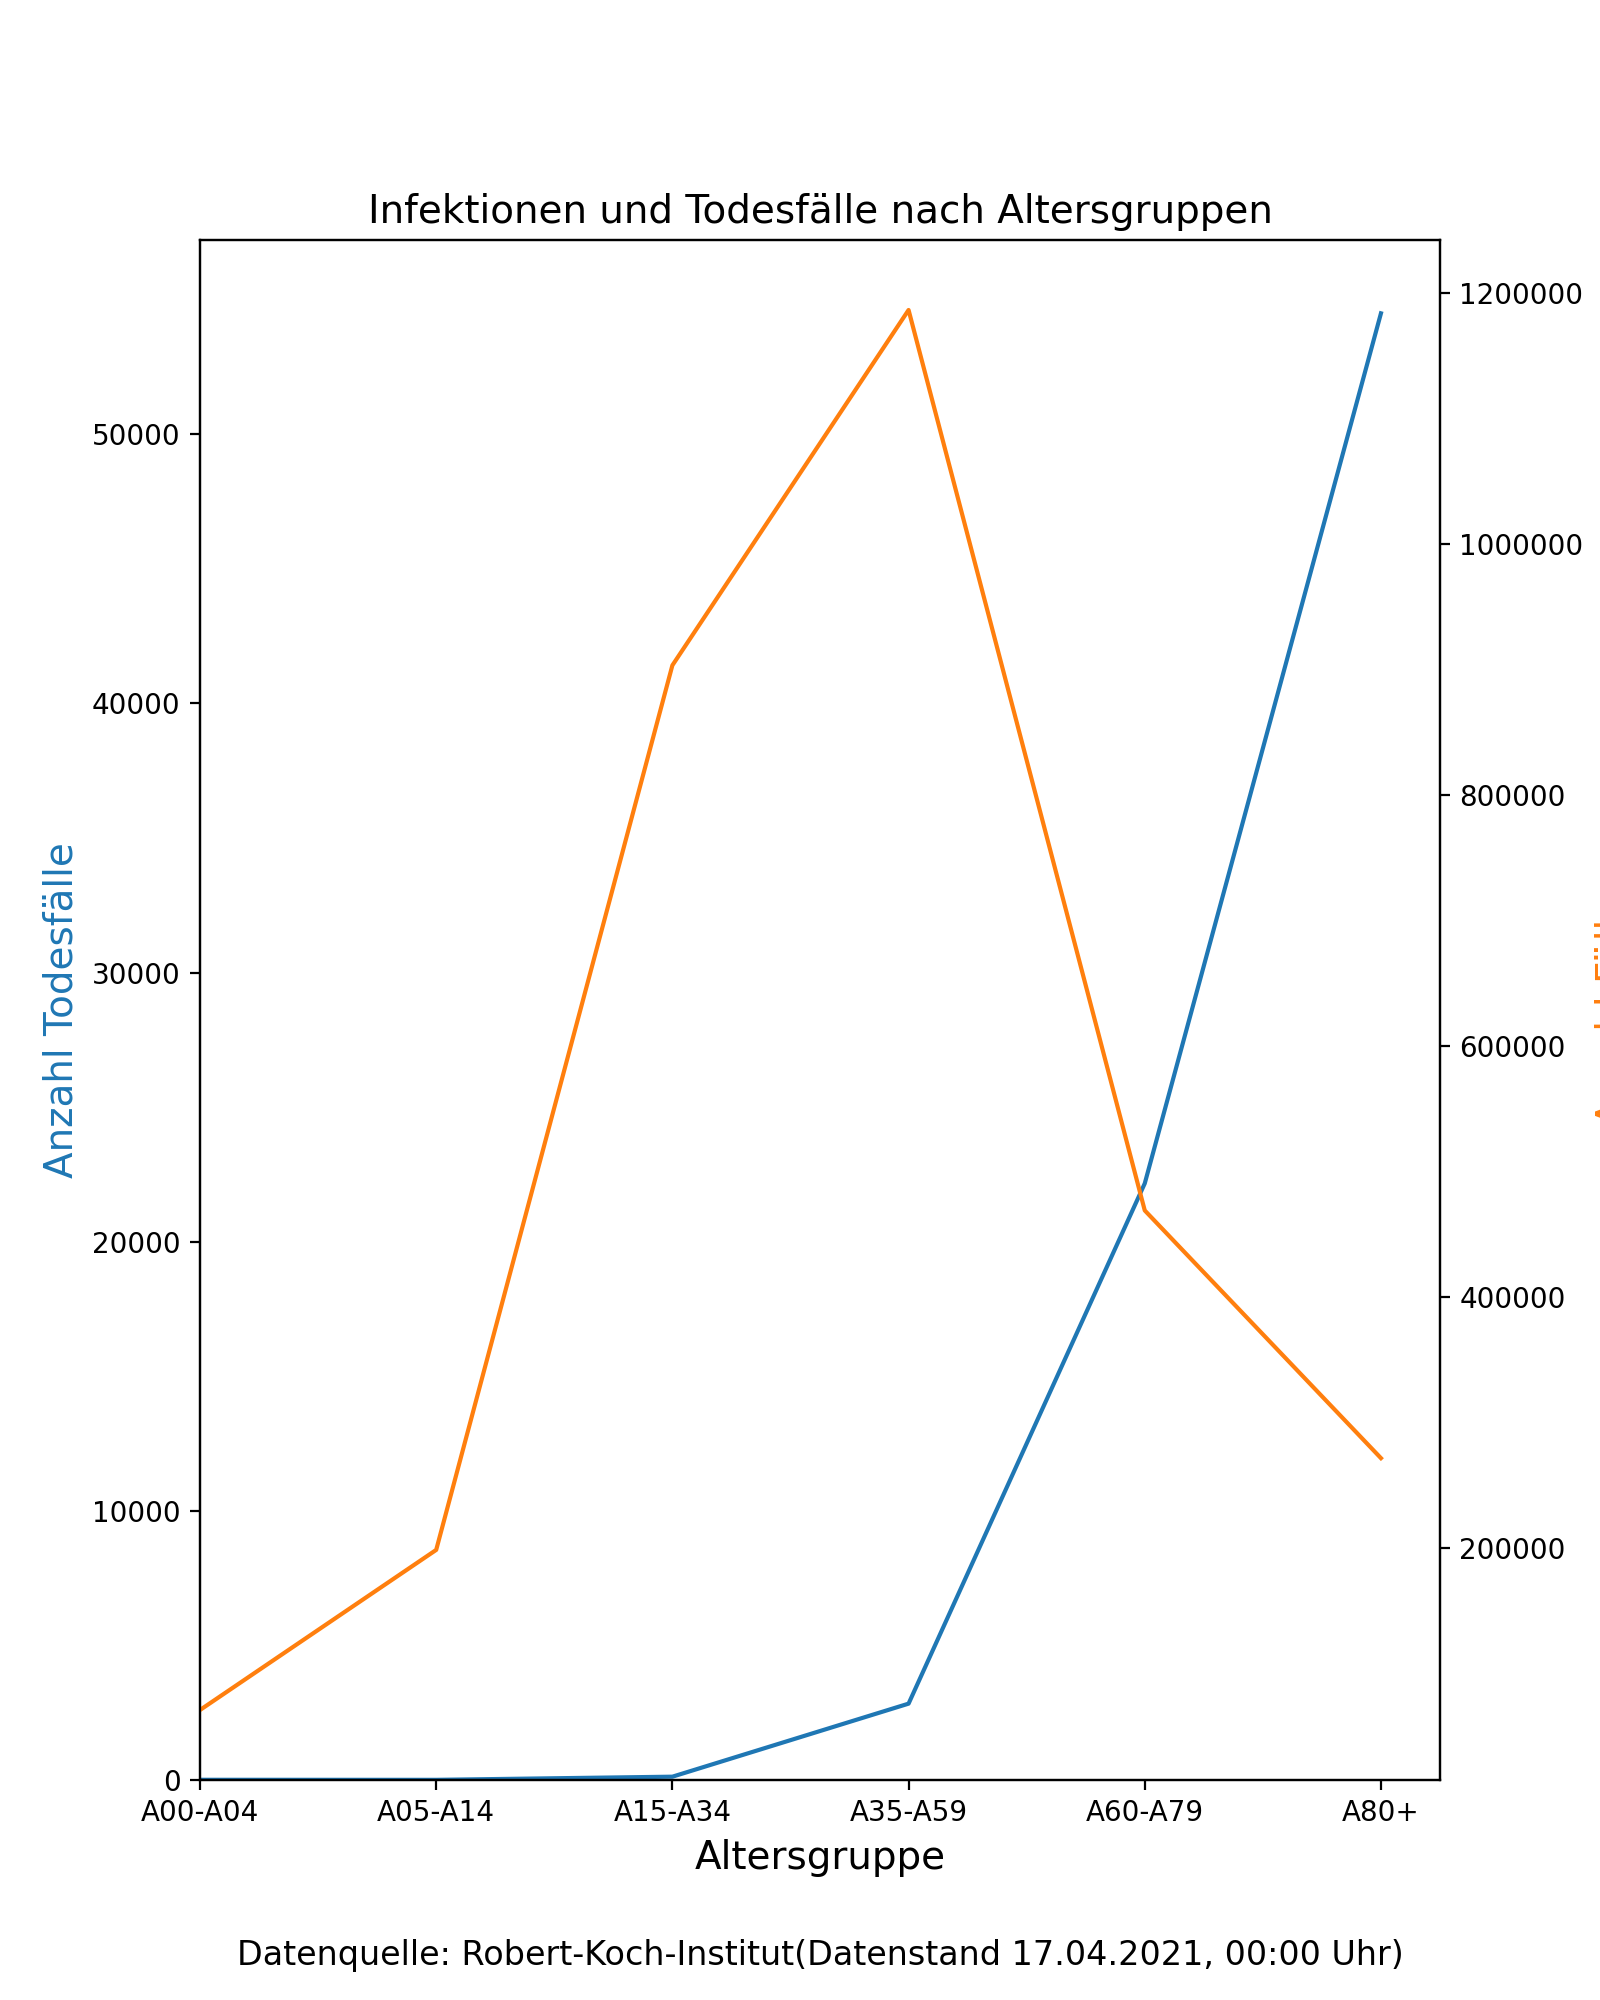 Infektionen und Todesfälle nach Altersgruppen
Anzahl Todesfälle
50000
40000
30000
20000
10000
0
1200000
1000000
800000
600000
400000
200000
A00-A04 A05-A14 A15-A34 A35-A59 A60-A79 A80+
Altersgruppe
Datenquelle: Robert-Koch-Institut(Datenstand 17.04.2021, 00:00 Uhr)